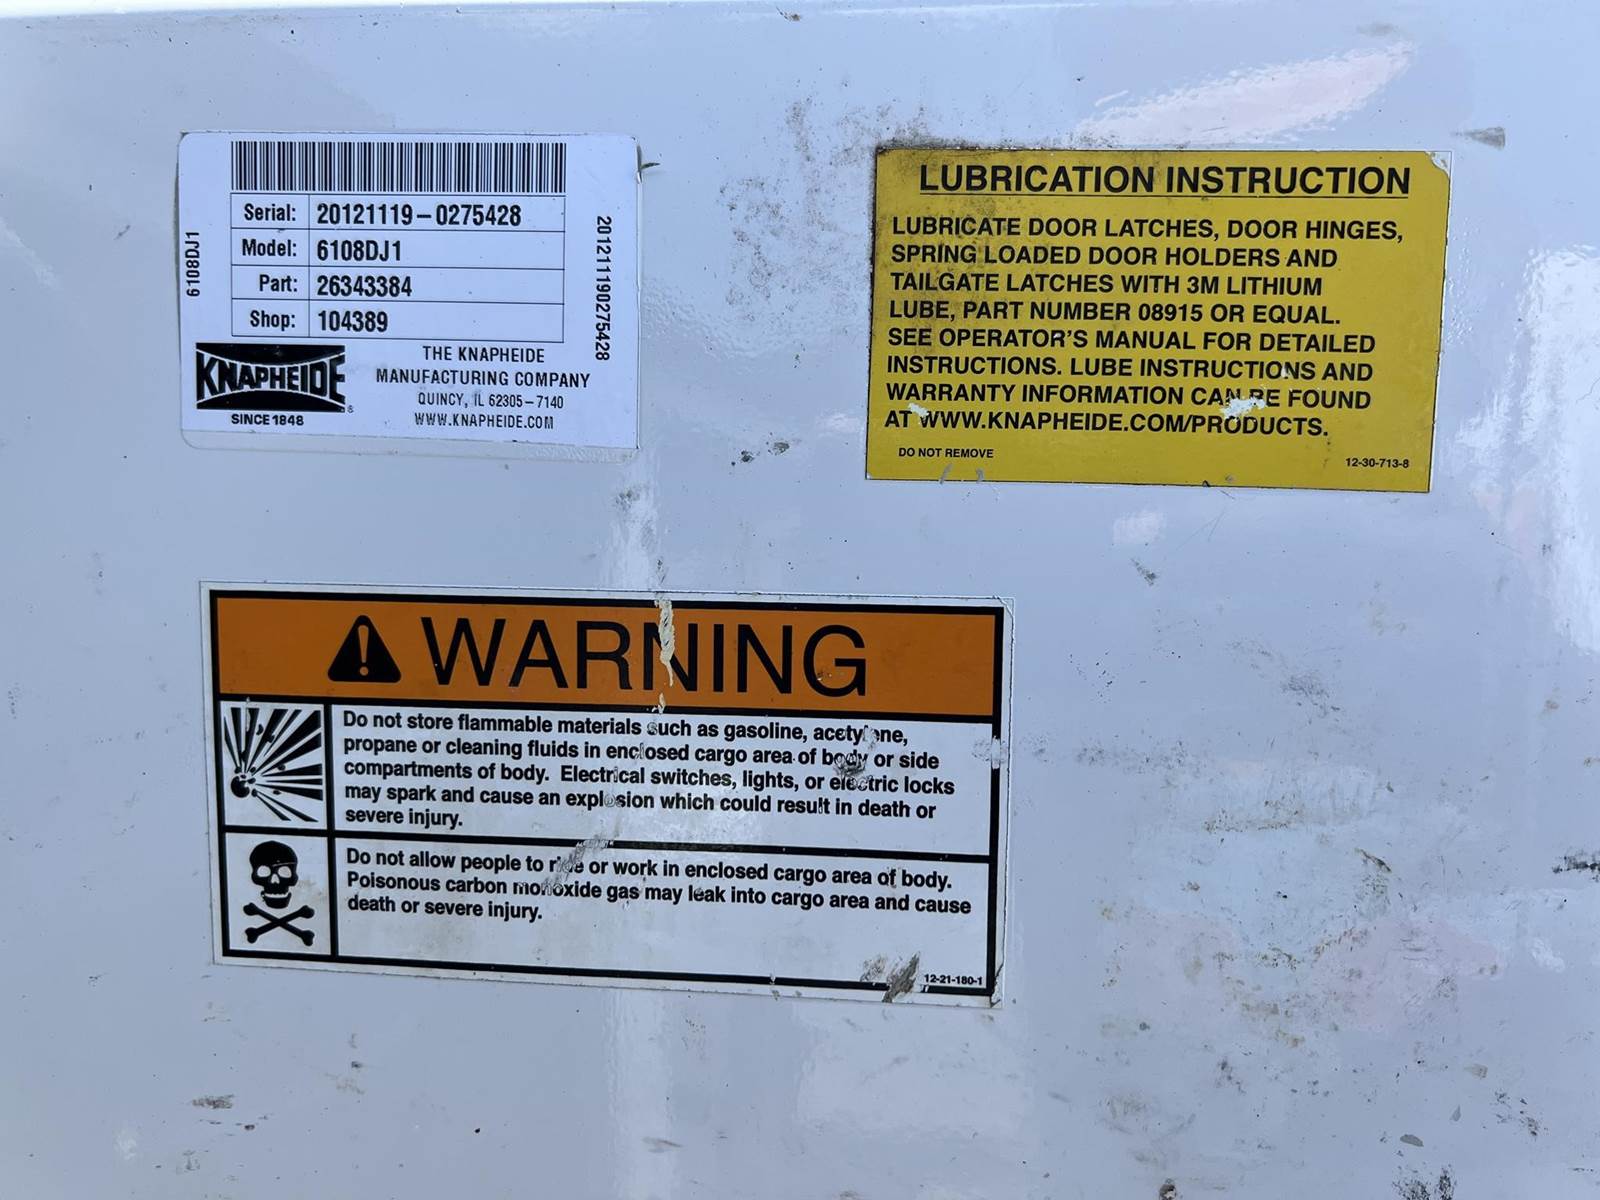 Serial: 20121119-0275428
Model: 6108DJ1
Part: 26343384
Shop: 104389
6108DJ1
201211190275428
KNAPHEIDE
SINCE 1848
THE KNAPHEIDE
MANUFACTURING COMPANY
QUINCY, IL 62305-7140
WWW.KNAPHEIDE.COM
LUBRICATION INSTRUCTION
LUBRICATE DOOR LATCHES, DOOR HINGES,
SPRING LOADED DOOR HOLDERS AND
TAILGATE LATCHES WITH 3M LITHIUM
LUBE, PART NUMBER 08915 OR EQUAL.
SEE OPERATOR'S MANUAL FOR DETAILED
INSTRUCTIONS. LUBE INSTRUCTIONS AND
WARRANTY INFORMATION CAN BE FOUND
AT WWW.KNAPHEIDE.COM/PRODUCTS.
DO NOT REMOVE
12-30-713-8
WARNING
Do not store flammable materials such as gasoline, acetylene,
propane or cleaning fluids in enclosed cargo area of body or side
compartments of body. Electrical switches, lights, or electric locks
may spark and cause an explosion which could result in death or
severe injury.
Do not allow people to ride or work in enclosed cargo area of body.
Poisonous carbon monoxide gas may leak into cargo area and cause
death or severe injury.
12-21-180-1